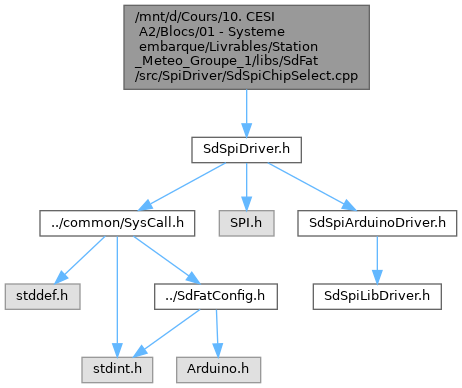 /mnt/d/Cours/10. CESI
A2/Blocs/01 - Systeme
embarque/Livrables/Station
_Meteo_Groupe_1/libs/SdFat
/src/SpiDriver/SdSpiChipSelect.cpp
SdSpiDriver.h
../common/SysCall.h
SPI.h
SdSpiArduinoDriver.h
stddef.h
../SdFatConfig.h
SdSpiLibDriver.h
stdint.h
Arduino.h